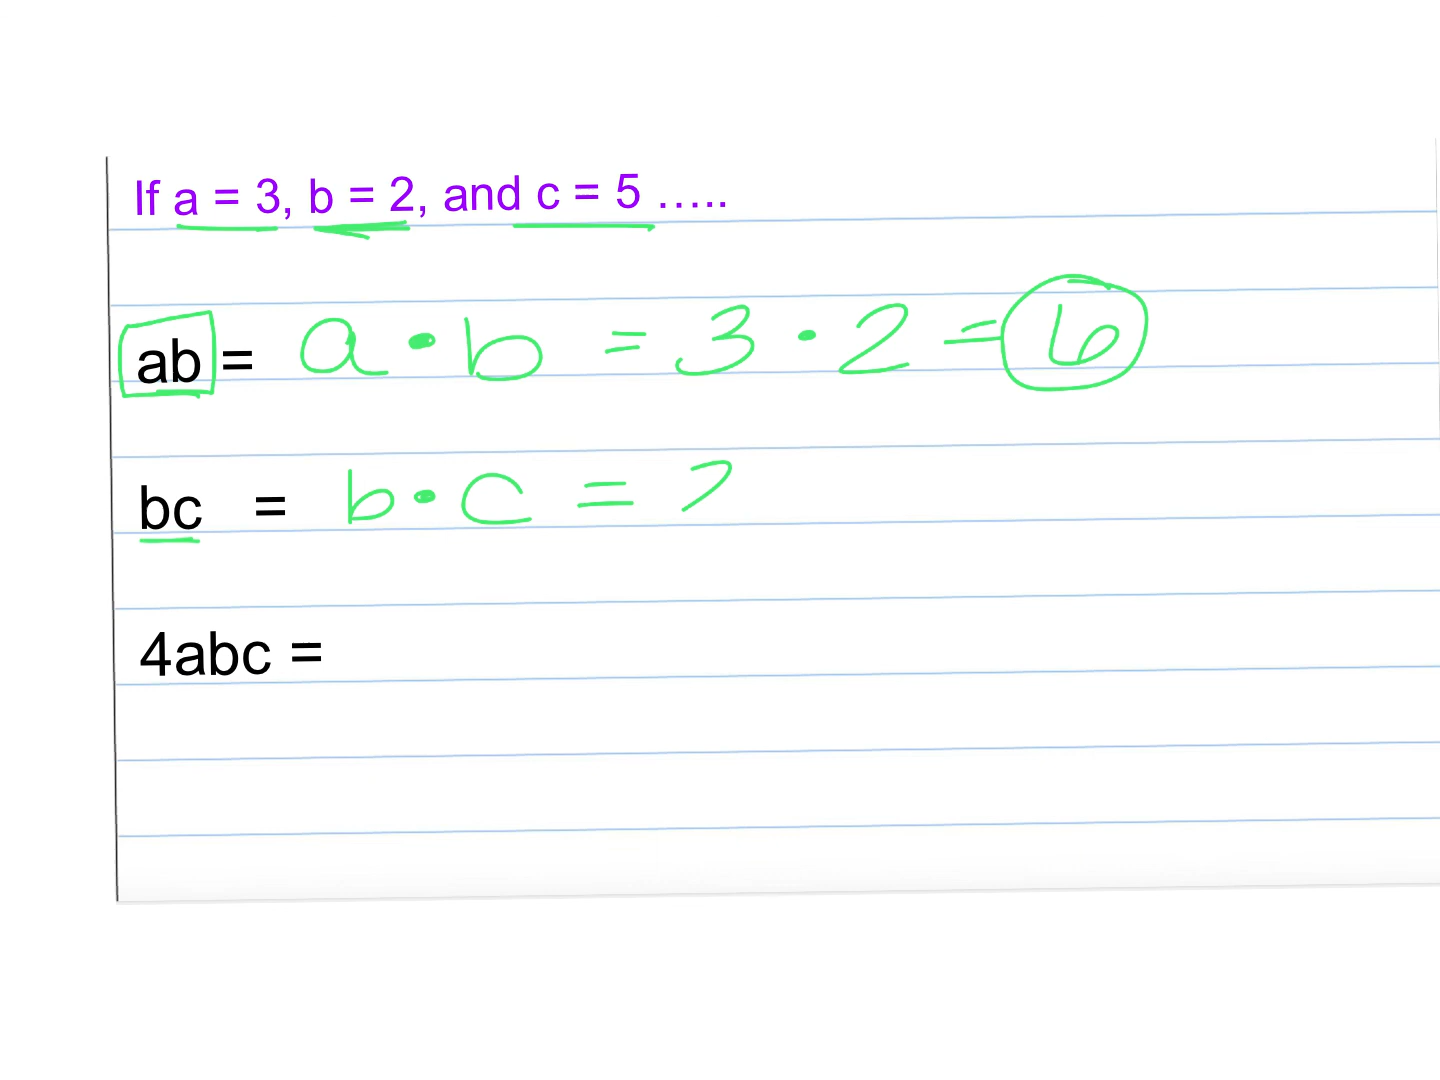 If a = 3, b = 2, and c = 5 .....
ab = a · b = 3 · 2 = 6
bc = b · c =
4abc =